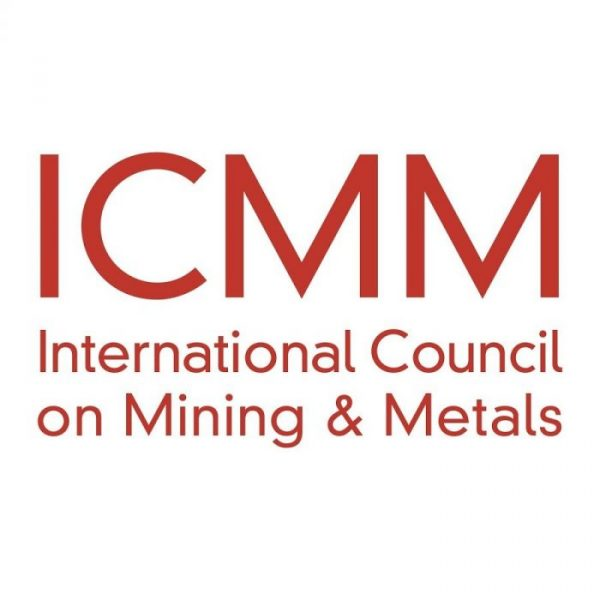 ICMM
International Council
on Mining & Metals